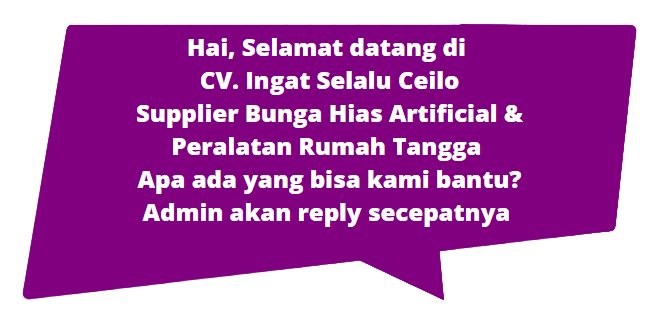 Hai, Selamat datang di
CV. Ingat Selalu Ceilo
Supplier Bunga Hias Artificial &
Peralatan Rumah Tangga
Apa ada yang bisa kami bantu?
Admin akan reply secepatnya